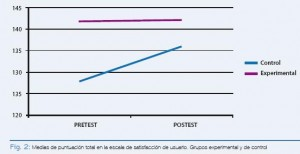 145
140
135
130
125
120
PRETEST
POSTEST
Control
Experimental
Fig. 2: Medias de puntuación total en la escala de satisfacción de usuario. Grupos experimental y de control